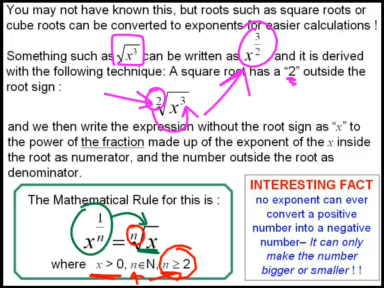 You may not have known this, but roots such as square roots or
cube roots can be converted to exponents for easier calculations !
Something such as √x³ can be written as x^(3/2) and it is derived
with the following technique: A square root has a “2” outside the
root sign :
²√x³
and we then write the expression without the root sign as “x” to
the power of the fraction made up of the exponent of the x inside
the root as numerator, and the number outside the root as
denominator.
The Mathematical Rule for this is :
x^(1/n) = ⁿ√x
where x > 0, n∈N, n ≥ 2
INTERESTING FACT
no exponent can ever
convert a positive
number into a negative
number– It can only
make the number
bigger or smaller ! !